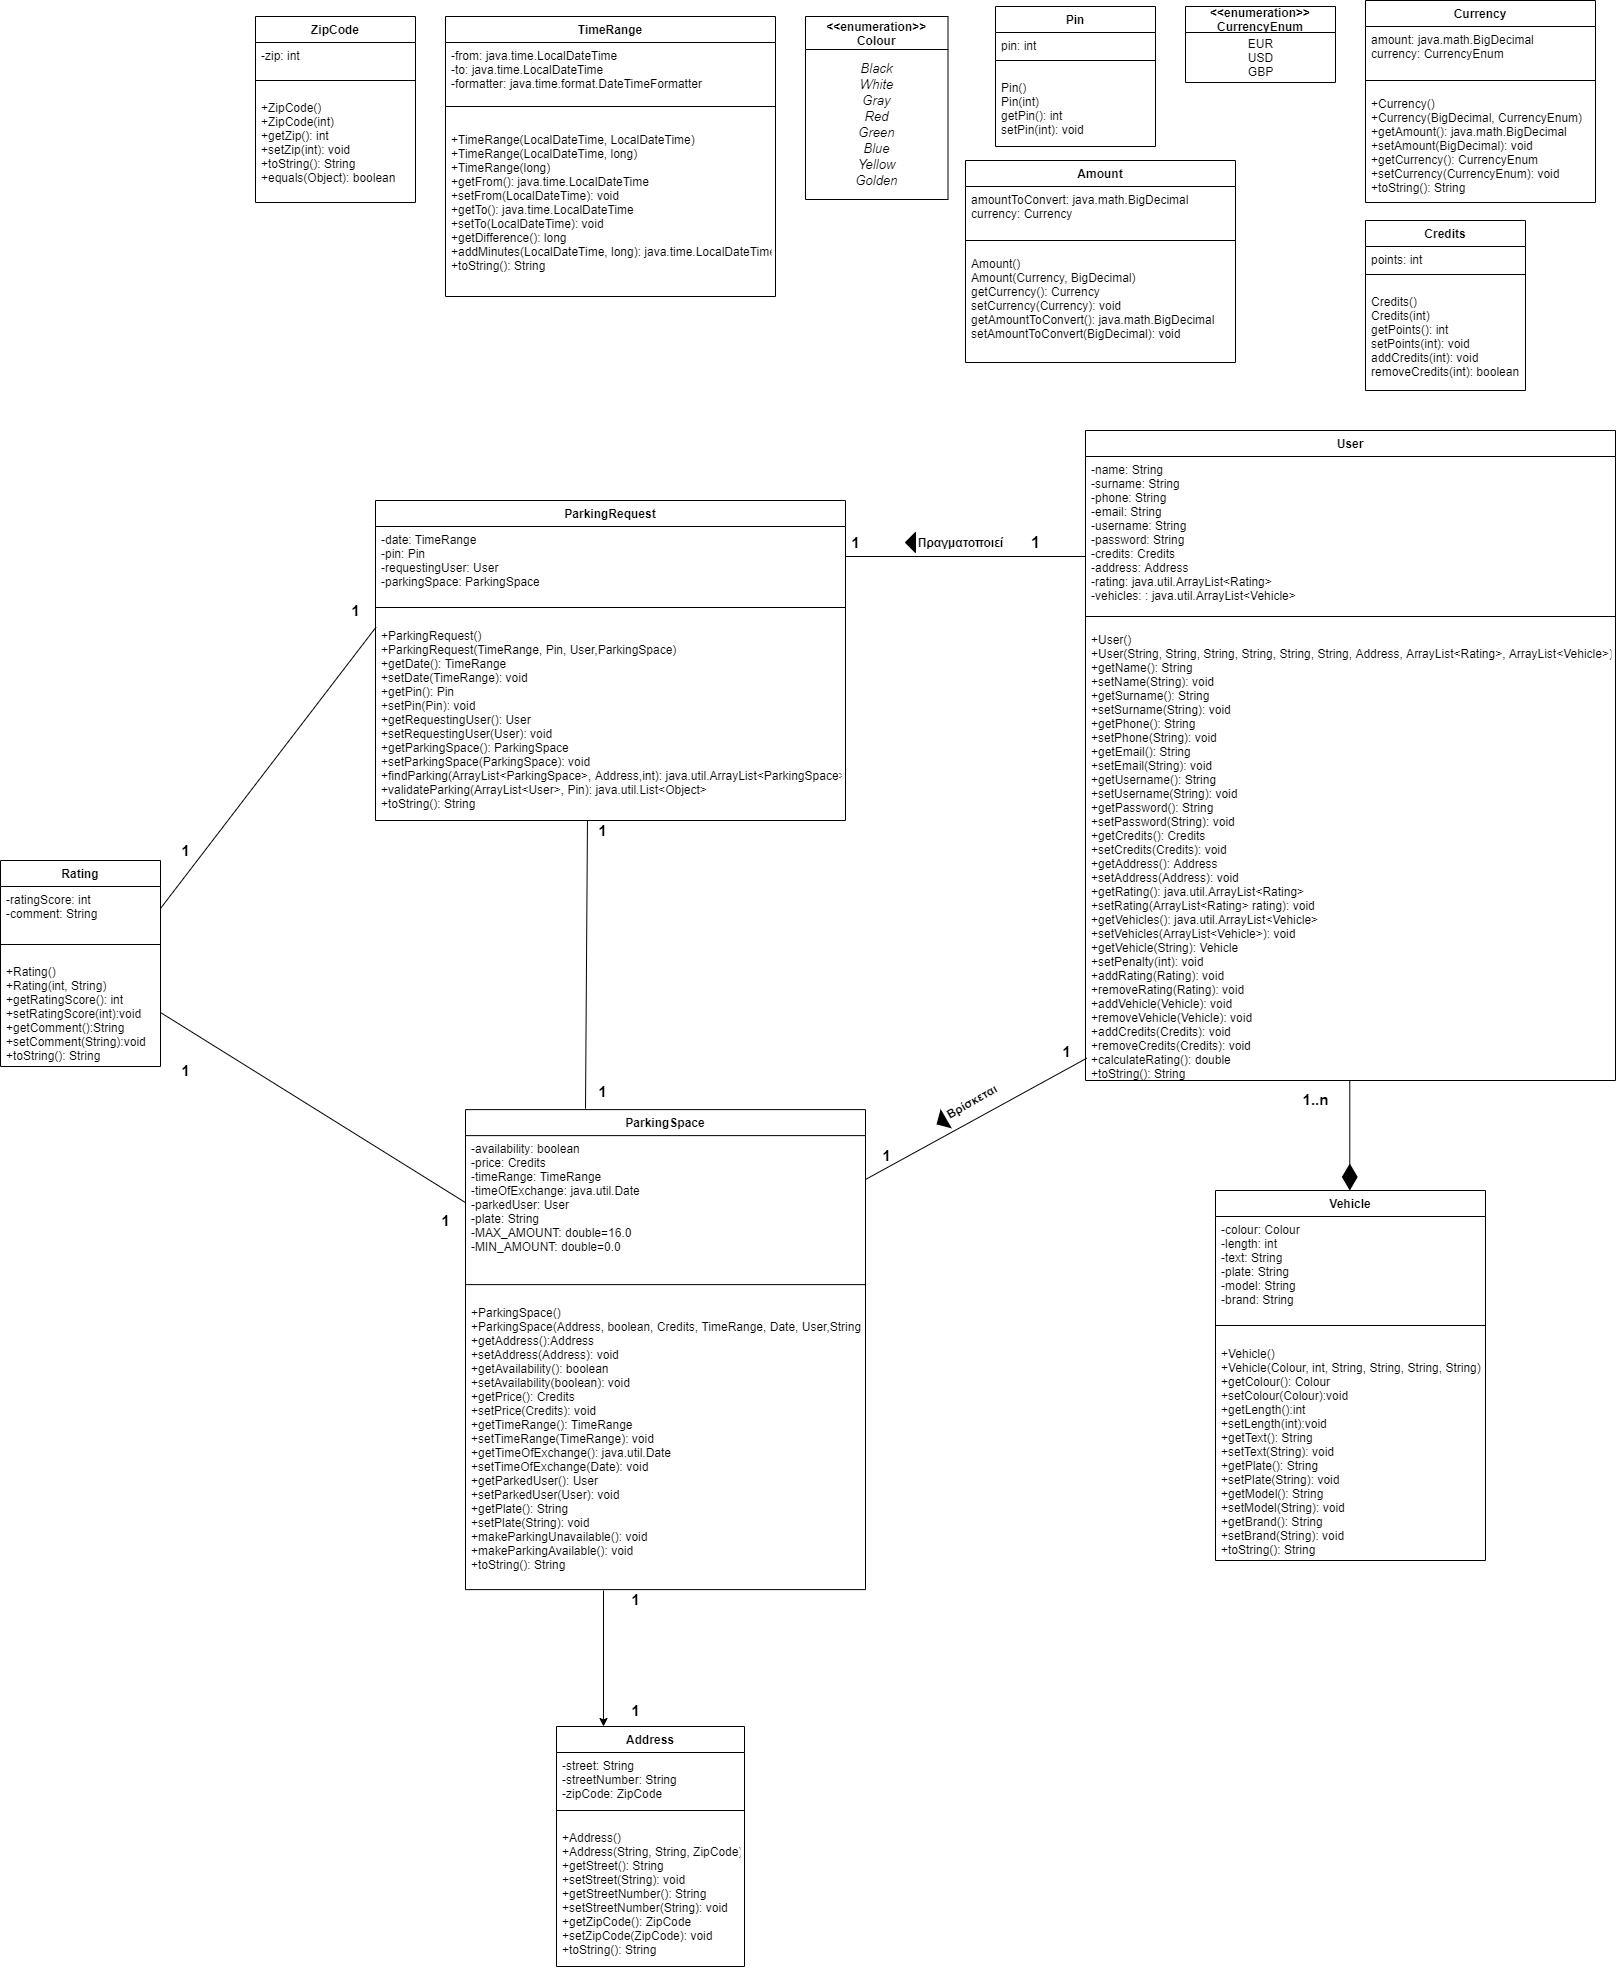 ZipCode
-zip: int
+ZipCode()
+ZipCode(int)
+getZip(): int
+setZip(int): void
+toString(): String
+equals(Object): boolean
TimeRange
-from: java.time.LocalDateTime
-to: java.time.LocalDateTime
-formatter: java.time.format.DateTimeFormatter
+TimeRange(LocalDateTime, LocalDateTime)
+TimeRange(LocalDateTime, long)
+TimeRange(long)
+getFrom(): java.time.LocalDateTime
+setFrom(LocalDateTime): void
+getTo(): java.time.LocalDateTime
+setTo(LocalDateTime): void
+getDifference(): long
+addMinutes(LocalDateTime, long): java.time.LocalDateTime
+toString(): String
<<enumeration>>
Colour
Black
White
Gray
Red
Green
Blue
Yellow
Golden
Pin
pin: int
Pin()
Pin(int)
getPin(): int
setPin(int): void
<<enumeration>>
CurrencyEnum
EUR
USD
GBP
Currency
amount: java.math.BigDecimal
currency: CurrencyEnum
+Currency()
+Currency(BigDecimal, CurrencyEnum)
+getAmount(): java.math.BigDecimal
+setAmount(BigDecimal): void
+getCurrency(): CurrencyEnum
+setCurrency(CurrencyEnum): void
+toString(): String
Amount
amountToConvert: java.math.BigDecimal
currency: Currency
Amount()
Amount(Currency, BigDecimal)
getCurrency(): Currency
setCurrency(Currency): void
getAmountToConvert(): java.math.BigDecimal
setAmountToConvert(BigDecimal): void
Credits
points: int
Credits()
Credits(int)
getPoints(): int
setPoints(int): void
addCredits(int): void
removeCredits(int): boolean
User
-name: String
-surname: String
-phone: String
-email: String
-username: String
-password: String
-credits: Credits
-address: Address
-rating: java.util.ArrayList<Rating>
-vehicles: : java.util.ArrayList<Vehicle>
+User()
+User(String, String, String, String, String, String, Address, ArrayList<Rating>, ArrayList<Vehicle>)
+getName(): String
+setName(String): void
+getSurname(): String
+setSurname(String): void
+getPhone(): String
+setPhone(String): void
+getEmail(): String
+setEmail(String): void
+getUsername(): String
+setUsername(String): void
+getPassword(): String
+setPassword(String): void
+getCredits(): Credits
+setCredits(Credits): void
+getAddress(): Address
+setAddress(Address): void
+getRating(): java.util.ArrayList<Rating>
+setRating(ArrayList<Rating> rating): void
+getVehicles(): java.util.ArrayList<Vehicle>
+setVehicles(ArrayList<Vehicle>): void
+getVehicle(String): Vehicle
+setPenalty(int): void
+addRating(Rating): void
+removeRating(Rating): void
+addVehicle(Vehicle): void
+removeVehicle(Vehicle): void
+addCredits(Credits): void
+removeCredits(Credits): void
+calculateRating(): double
+toString(): String
ParkingRequest
-date: TimeRange
-pin: Pin
-requestingUser: User
-parkingSpace: ParkingSpace
+ParkingRequest()
+ParkingRequest(TimeRange, Pin, User,ParkingSpace)
+getDate(): TimeRange
+setDate(TimeRange): void
+getPin(): Pin
+setPin(Pin): void
+getRequestingUser(): User
+setRequestingUser(User): void
+getParkingSpace(): ParkingSpace
+setParkingSpace(ParkingSpace): void
+findParking(ArrayList<ParkingSpace>, Address,int): java.util.ArrayList<ParkingSpace>
+validateParking(ArrayList<User>, Pin): java.util.List<Object>
+toString(): String
1
Πραγματοποιεί
1
1
1
1
Rating
-ratingScore: int
-comment: String
+Rating()
+Rating(int, String)
+getRatingScore(): int
+setRatingScore(int):void
+getComment():String
+setComment(String):void
+toString(): String
1
1
1
1
Βρίσκεται
1
ParkingSpace
-availability: boolean
-price: Credits
-timeRange: TimeRange
-timeOfExchange: java.util.Date
-parkedUser: User
-plate: String
-MAX_AMOUNT: double=16.0
-MIN_AMOUNT: double=0.0
+ParkingSpace()
+ParkingSpace(Address, boolean, Credits, TimeRange, Date, User,String
+getAddress():Address
+setAddress(Address): void
+getAvailability(): boolean
+setAvailability(boolean): void
+getPrice(): Credits
+setPrice(Credits): void
+getTimeRange(): TimeRange
+setTimeRange(TimeRange): void
+getTimeOfExchange(): java.util.Date
+setTimeOfExchange(Date): void
+getParkedUser(): User
+setParkedUser(User): void
+getPlate(): String
+setPlate(String): void
+makeParkingUnavailable(): void
+makeParkingAvailable(): void
+toString(): String
1..n
Vehicle
-colour: Colour
-length: int
-text: String
-plate: String
-model: String
-brand: String
+Vehicle()
+Vehicle(Colour, int, String, String, String, String)
+getColour(): Colour
+setColour(Colour):void
+getLength():int
+setLength(int):void
+getText(): String
+setText(String): void
+getPlate(): String
+setPlate(String): void
+getModel(): String
+setModel(String): void
+getBrand(): String
+setBrand(String): void
+toString(): String
1
1
Address
-street: String
-streetNumber: String
-zipCode: ZipCode
+Address()
+Address(String, String, ZipCode)
+getStreet(): String
+setStreet(String): void
+getStreetNumber(): String
+setStreetNumber(String): void
+getZipCode(): ZipCode
+setZipCode(ZipCode): void
+toString(): String